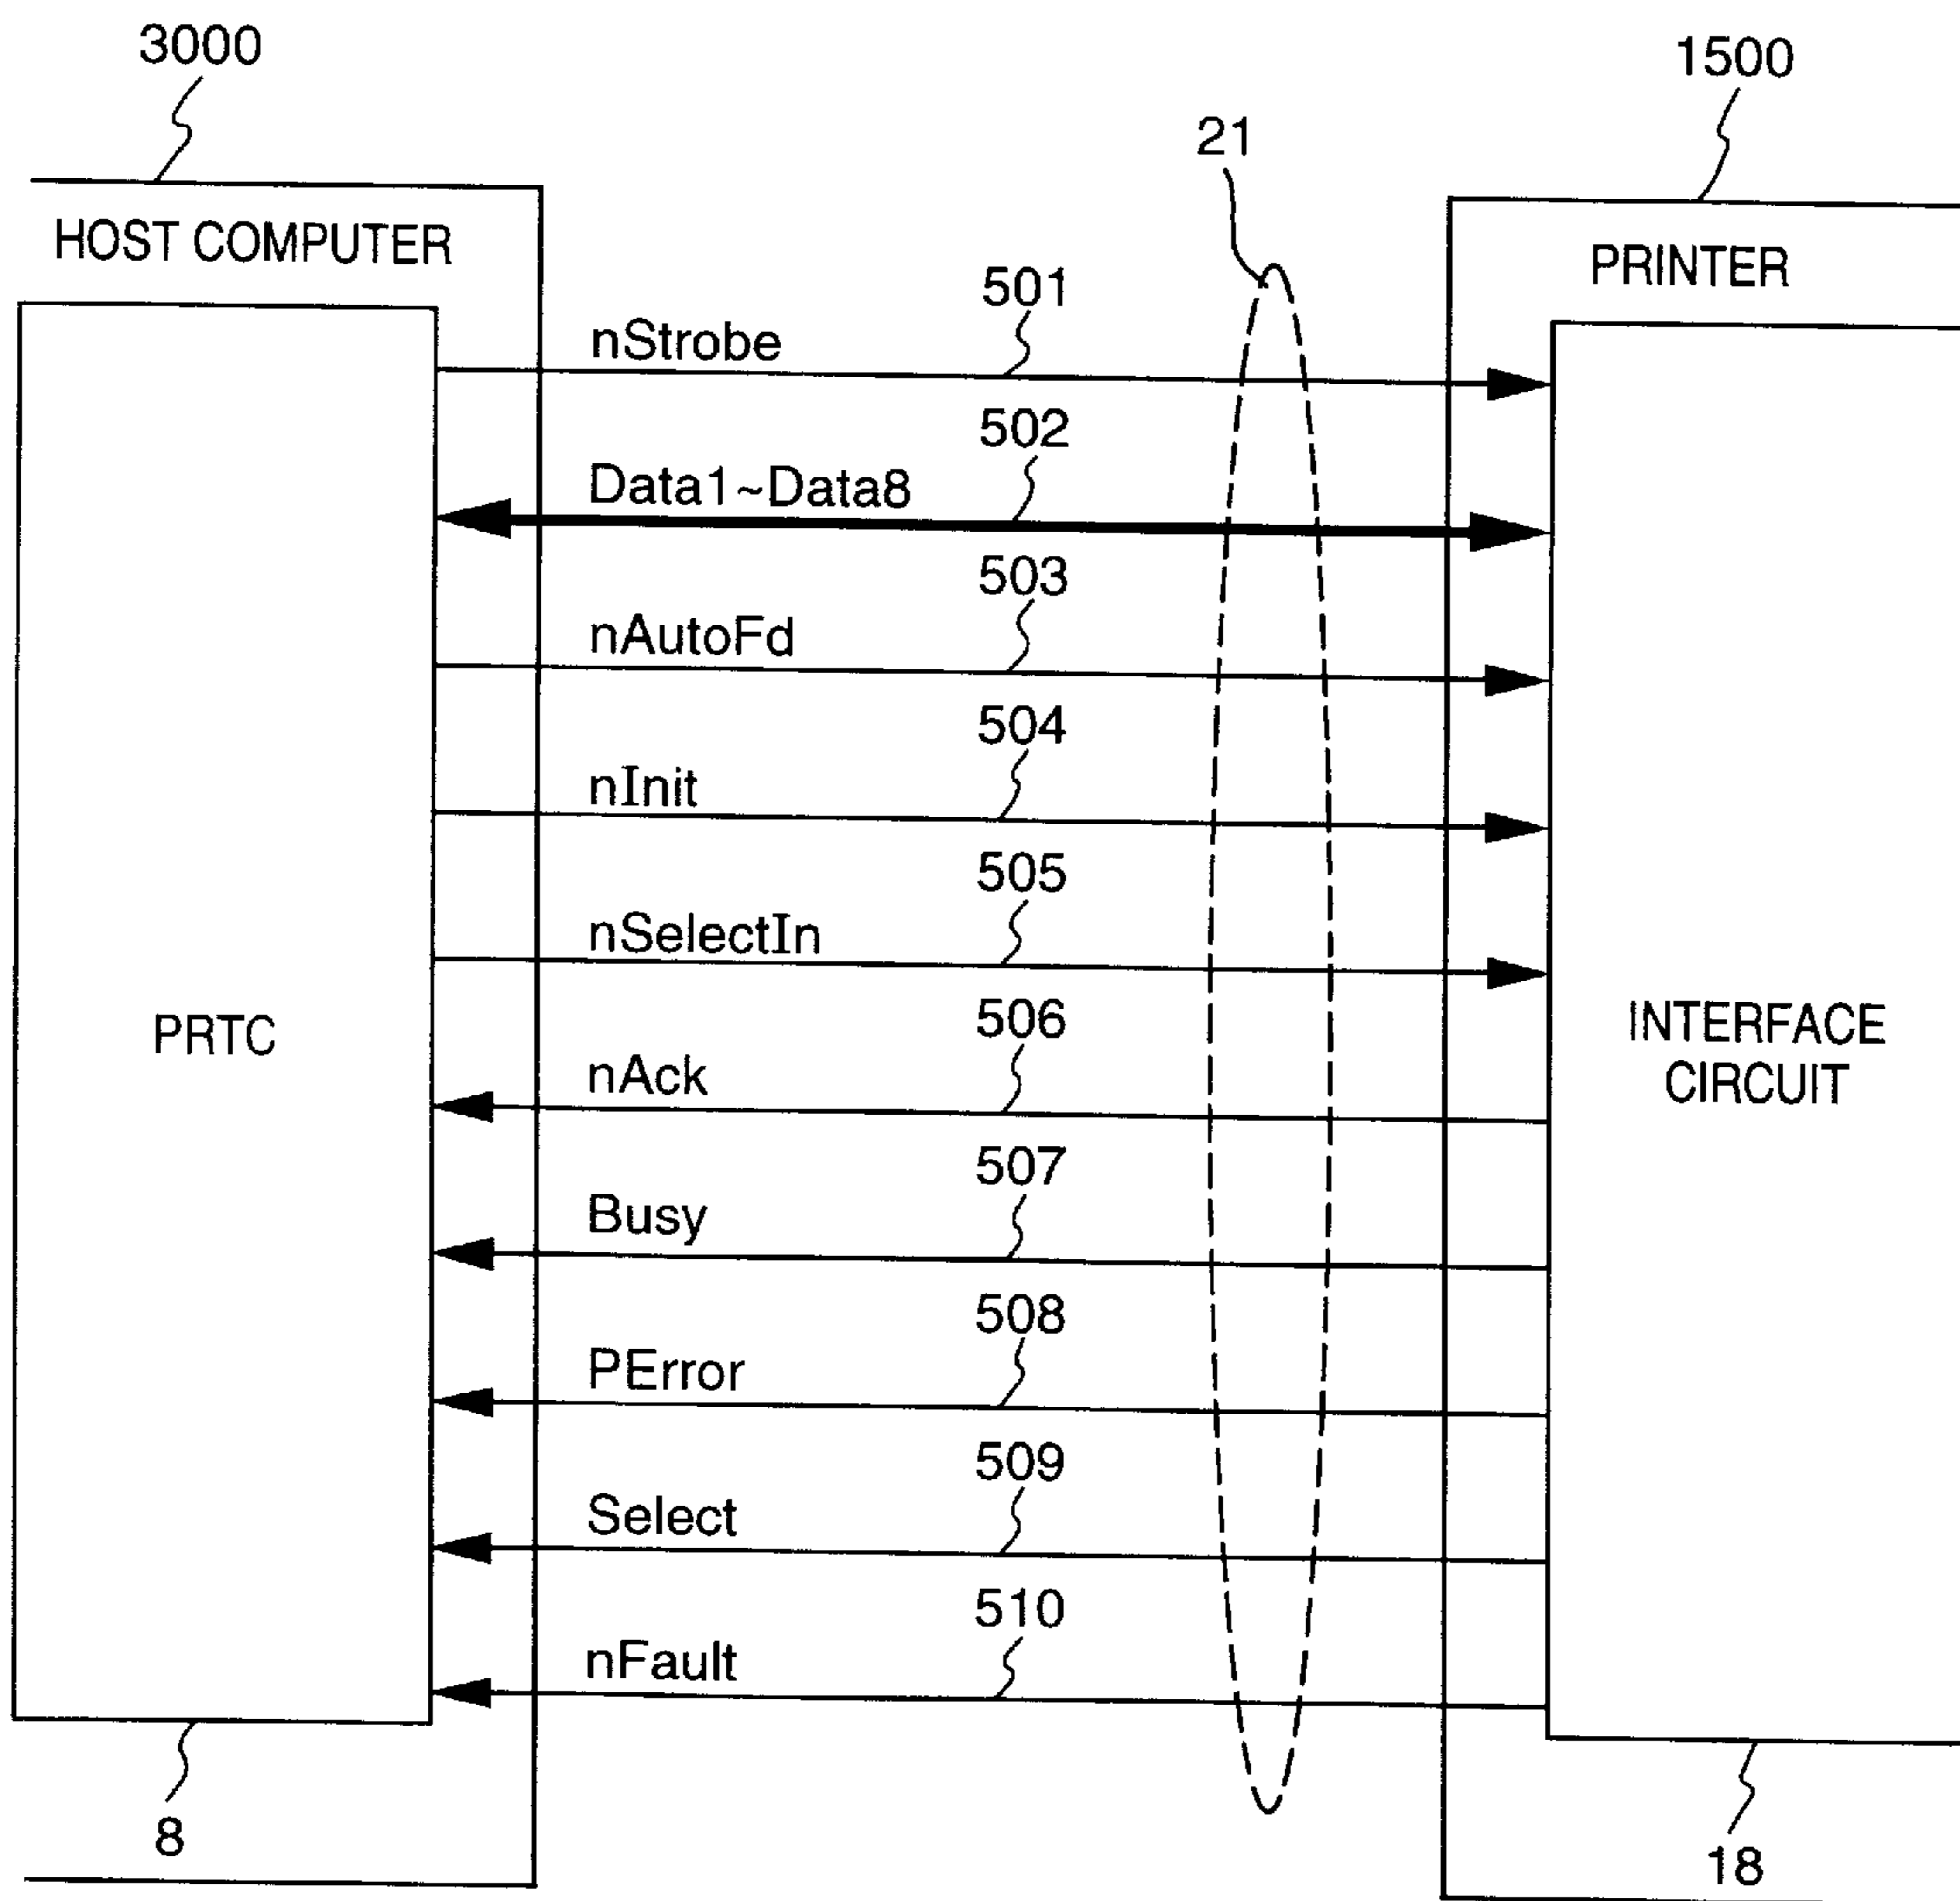 3000
1500
21
HOST COMPUTER
PRINTER
501
nStrobe
502
Data1~Data8
503
nAutoFd
504
nInit
505
nSelectIn
PRTC
INTERFACE
CIRCUIT
506
nAck
507
Busy
508
PError
509
Select
510
nFault
8
18